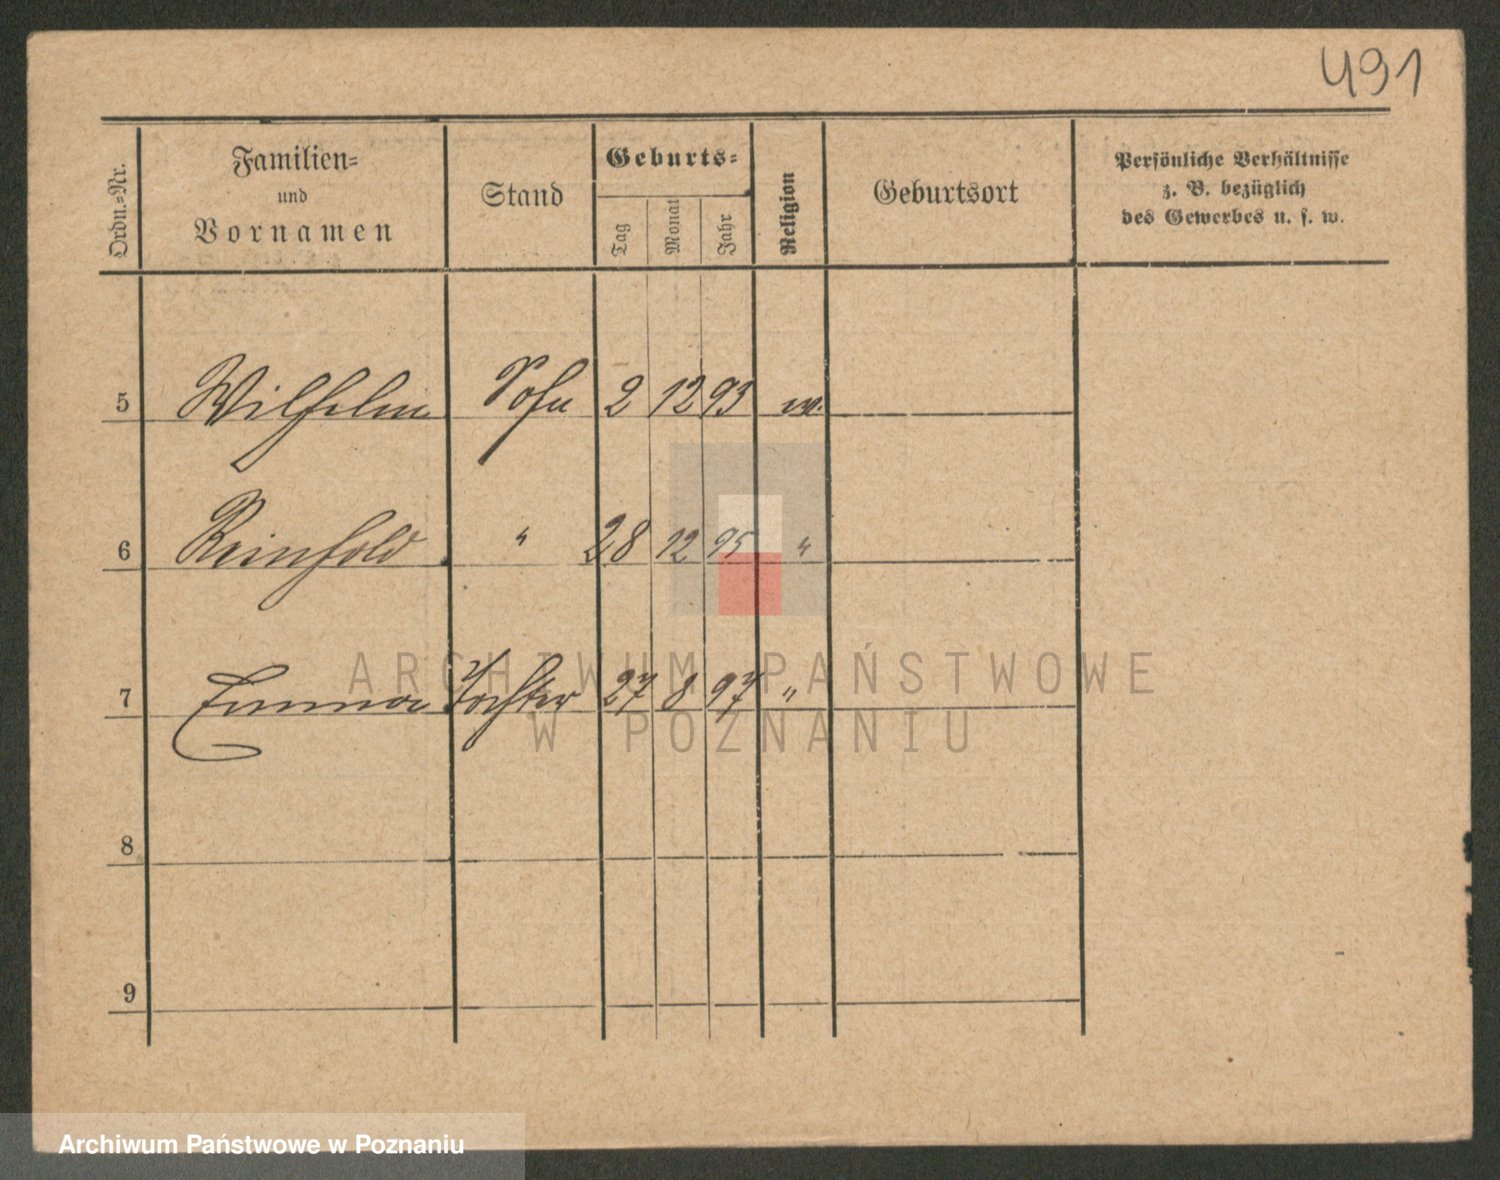 491
Ordn.-Nr.
Familien-
und
Vornamen
Stand
Geburts-
Tag
Monat
Jahr
Religion
Geburtsort
Persönliche Verhältnisse
z. B. bezüglich
des Gewerbes u. s. w.
5 Wilhelm Sohn 2 12 93
6 Reinhold " 28 12 95 "
7 Emma Tochter 27 8 97 "
8
9
ARCHIWUM PAŃSTWOWE
W POZNANIU
Archiwum Państwowe w Poznaniu